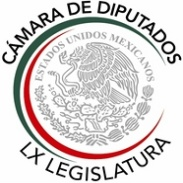 CÁMARA DE DIPUTADOS
ESTADOS UNIDOS MEXICANOS
LX LEGISLATURA